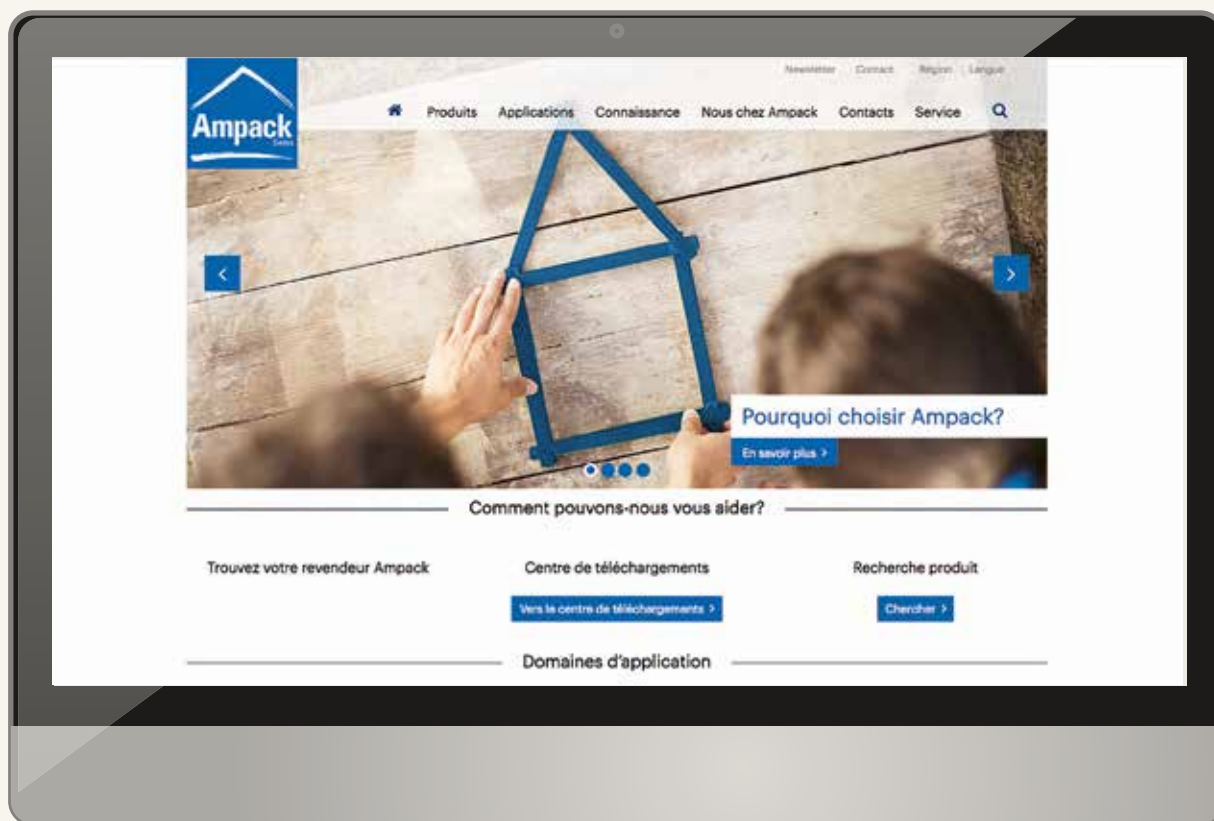 Newsletter Contact Région Langue
Ampack
Swiss
Produits Applications Connaissance Nous chez Ampack Contacts Service
Pourquoi choisir Ampack?
En savoir plus >
Comment pouvons-nous vous aider?
Trouvez votre revendeur Ampack
Centre de téléchargements
Recherche produit
Vers le centre de téléchargements >
Chercher >
Domaines d'application